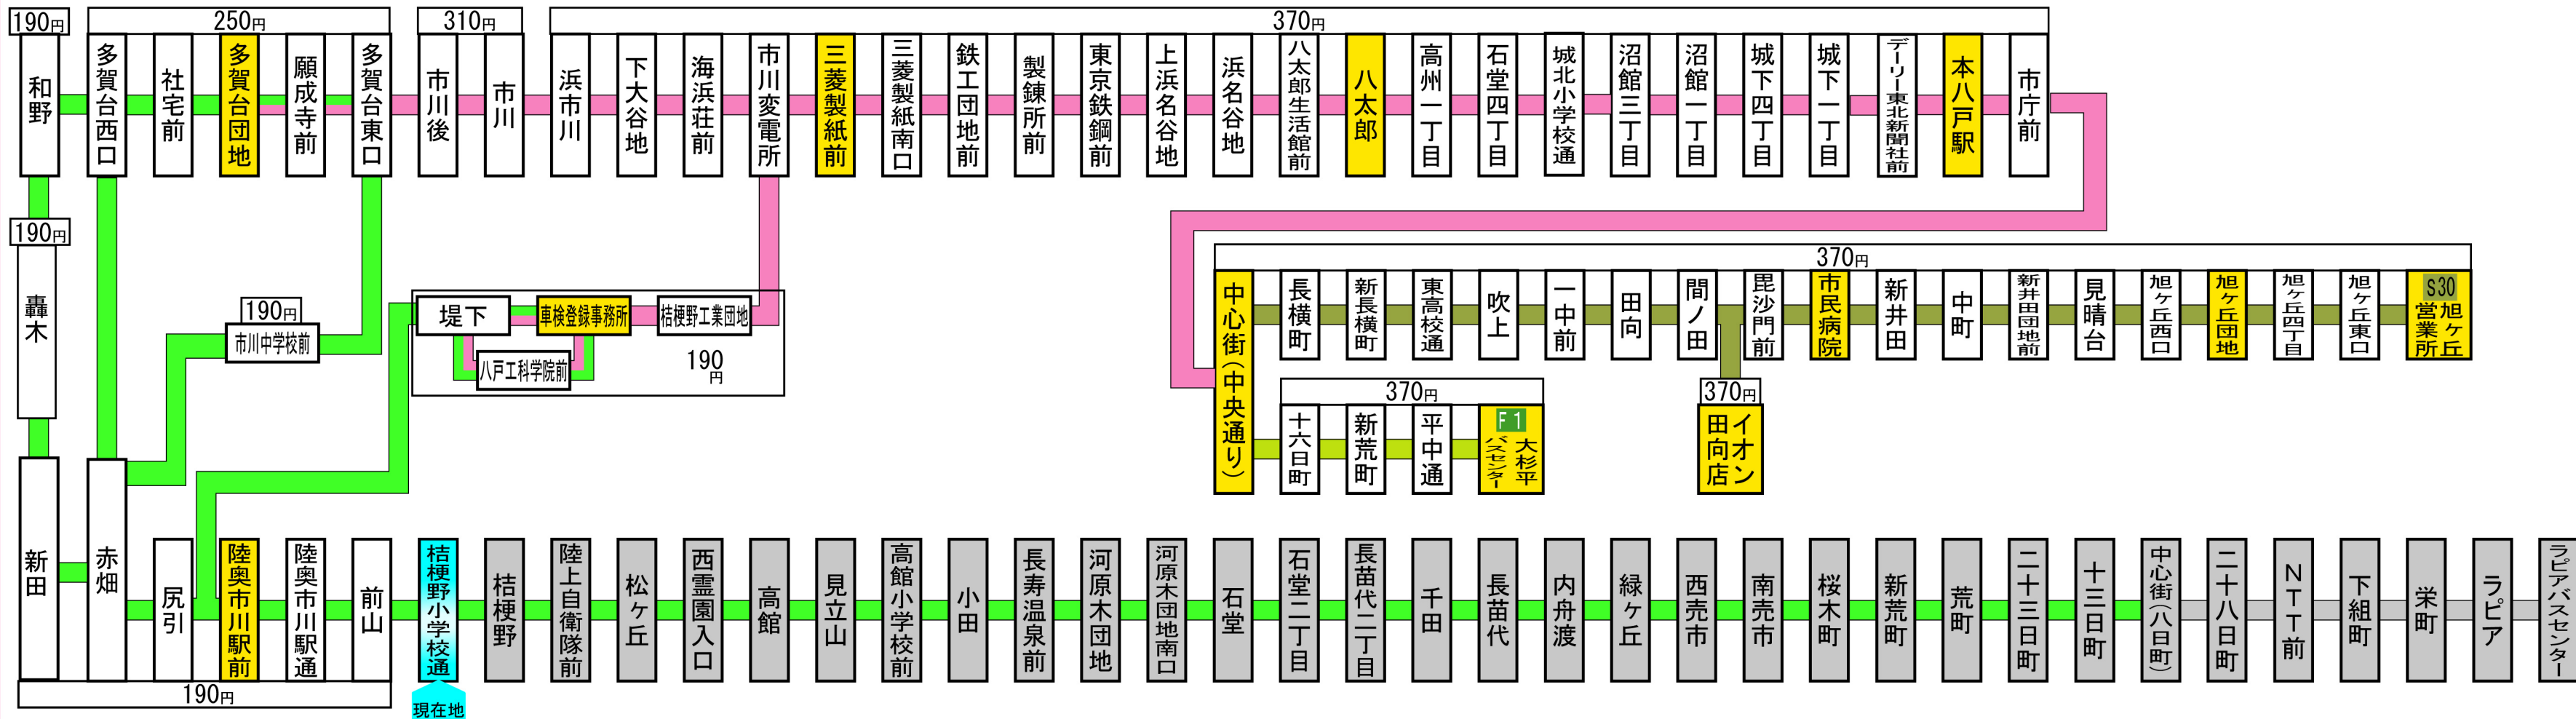 190円
250円
310円
370円
和野
多賀台西口
社宅前
多賀台団地
願成寺前
多賀台東口
市川後
市川
浜市川
下大谷地
海浜荘前
市川変電所
三菱製紙前
三菱製紙南口
鉄工団地前
製錬所前
東京鉄鋼前
上浜名谷地
浜名谷地
八太郎生活館前
八太郎
高州一丁目
石堂四丁目
城北小学校通
沼館三丁目
沼館一丁目
城下四丁目
城下一丁目
デーリー東北新聞社前
本八戸駅
市庁前
190円
轟木
190円
市川中学校前
堤下
車検登録事務所
桔梗野工業団地
八戸工科学院前
190円
370円
中心街(中央通り)
長横町
新長横町
東高校通
吹上
一中前
田向
間ノ田
毘沙門前
市民病院
新井田
中町
新井田団地前
見晴台
旭ヶ丘西口
旭ヶ丘団地
旭ヶ丘四丁目
旭ヶ丘東口
S30
旭ヶ丘
営業所
370円
十六日町
新荒町
平中通
F1
大杉平
バスセンター
370円
イオン
田向店
新田
赤畑
尻引
陸奥市川駅前
陸奥市川駅通
前山
桔梗野小学校通
桔梗野
陸上自衛隊前
松ヶ丘
西霊園入口
高館
見立山
高館小学校前
小田
長寿温泉前
河原木団地
河原木団地南口
石堂
石堂二丁目
長苗代二丁目
千田
長苗代
内舟渡
緑ヶ丘
西売市
南売市
桜木町
新荒町
荒町
二十三日町
十三日町
中心街(八日町)
二十八日町
NTT前
下組町
栄町
ラピア
ラピアバスセンター
190円
現在地